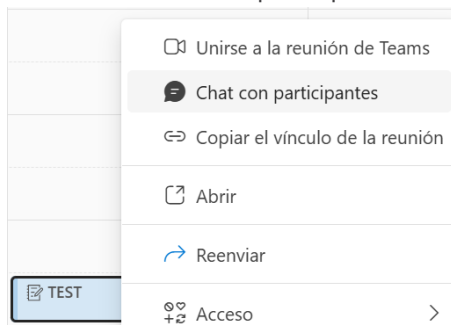 Unirse a la reunión de Teams
Chat con participantes
Copiar el vínculo de la reunión
Abrir
Reenviar
TEST
Acceso